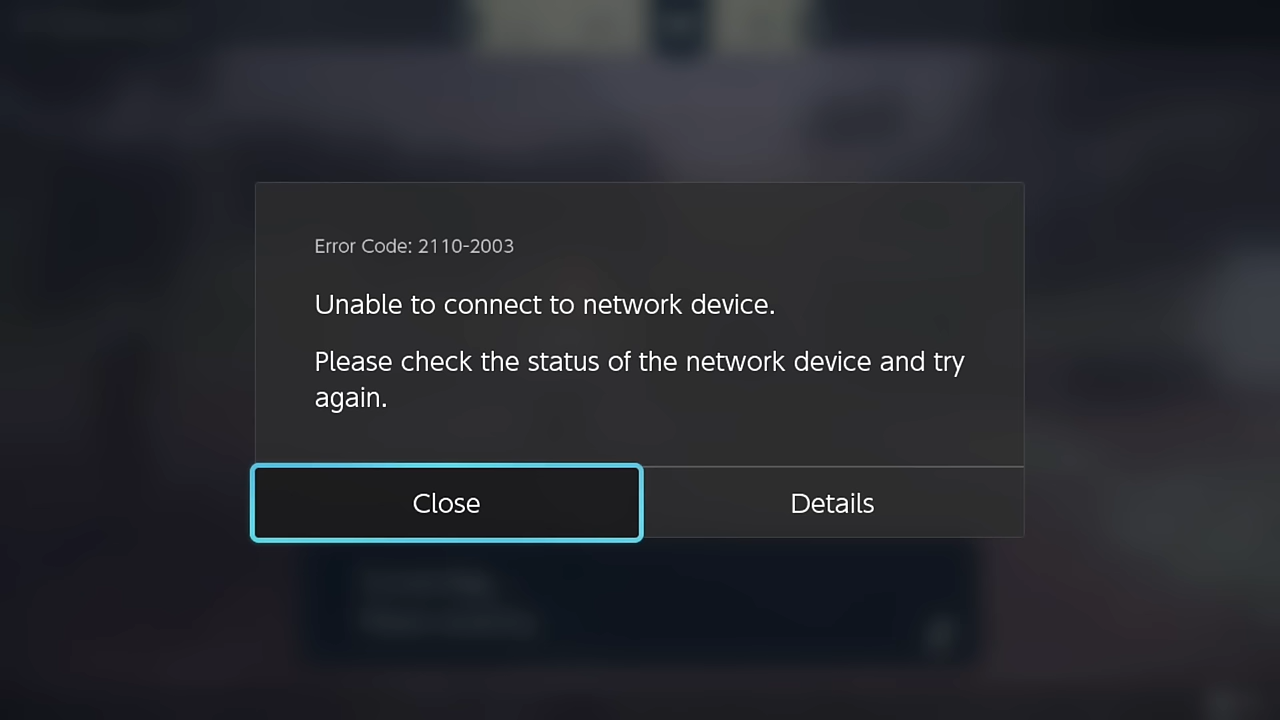 Error Code: 2110-2003
Unable to connect to network device.
Please check the status of the network device and try
again.
Close
Details